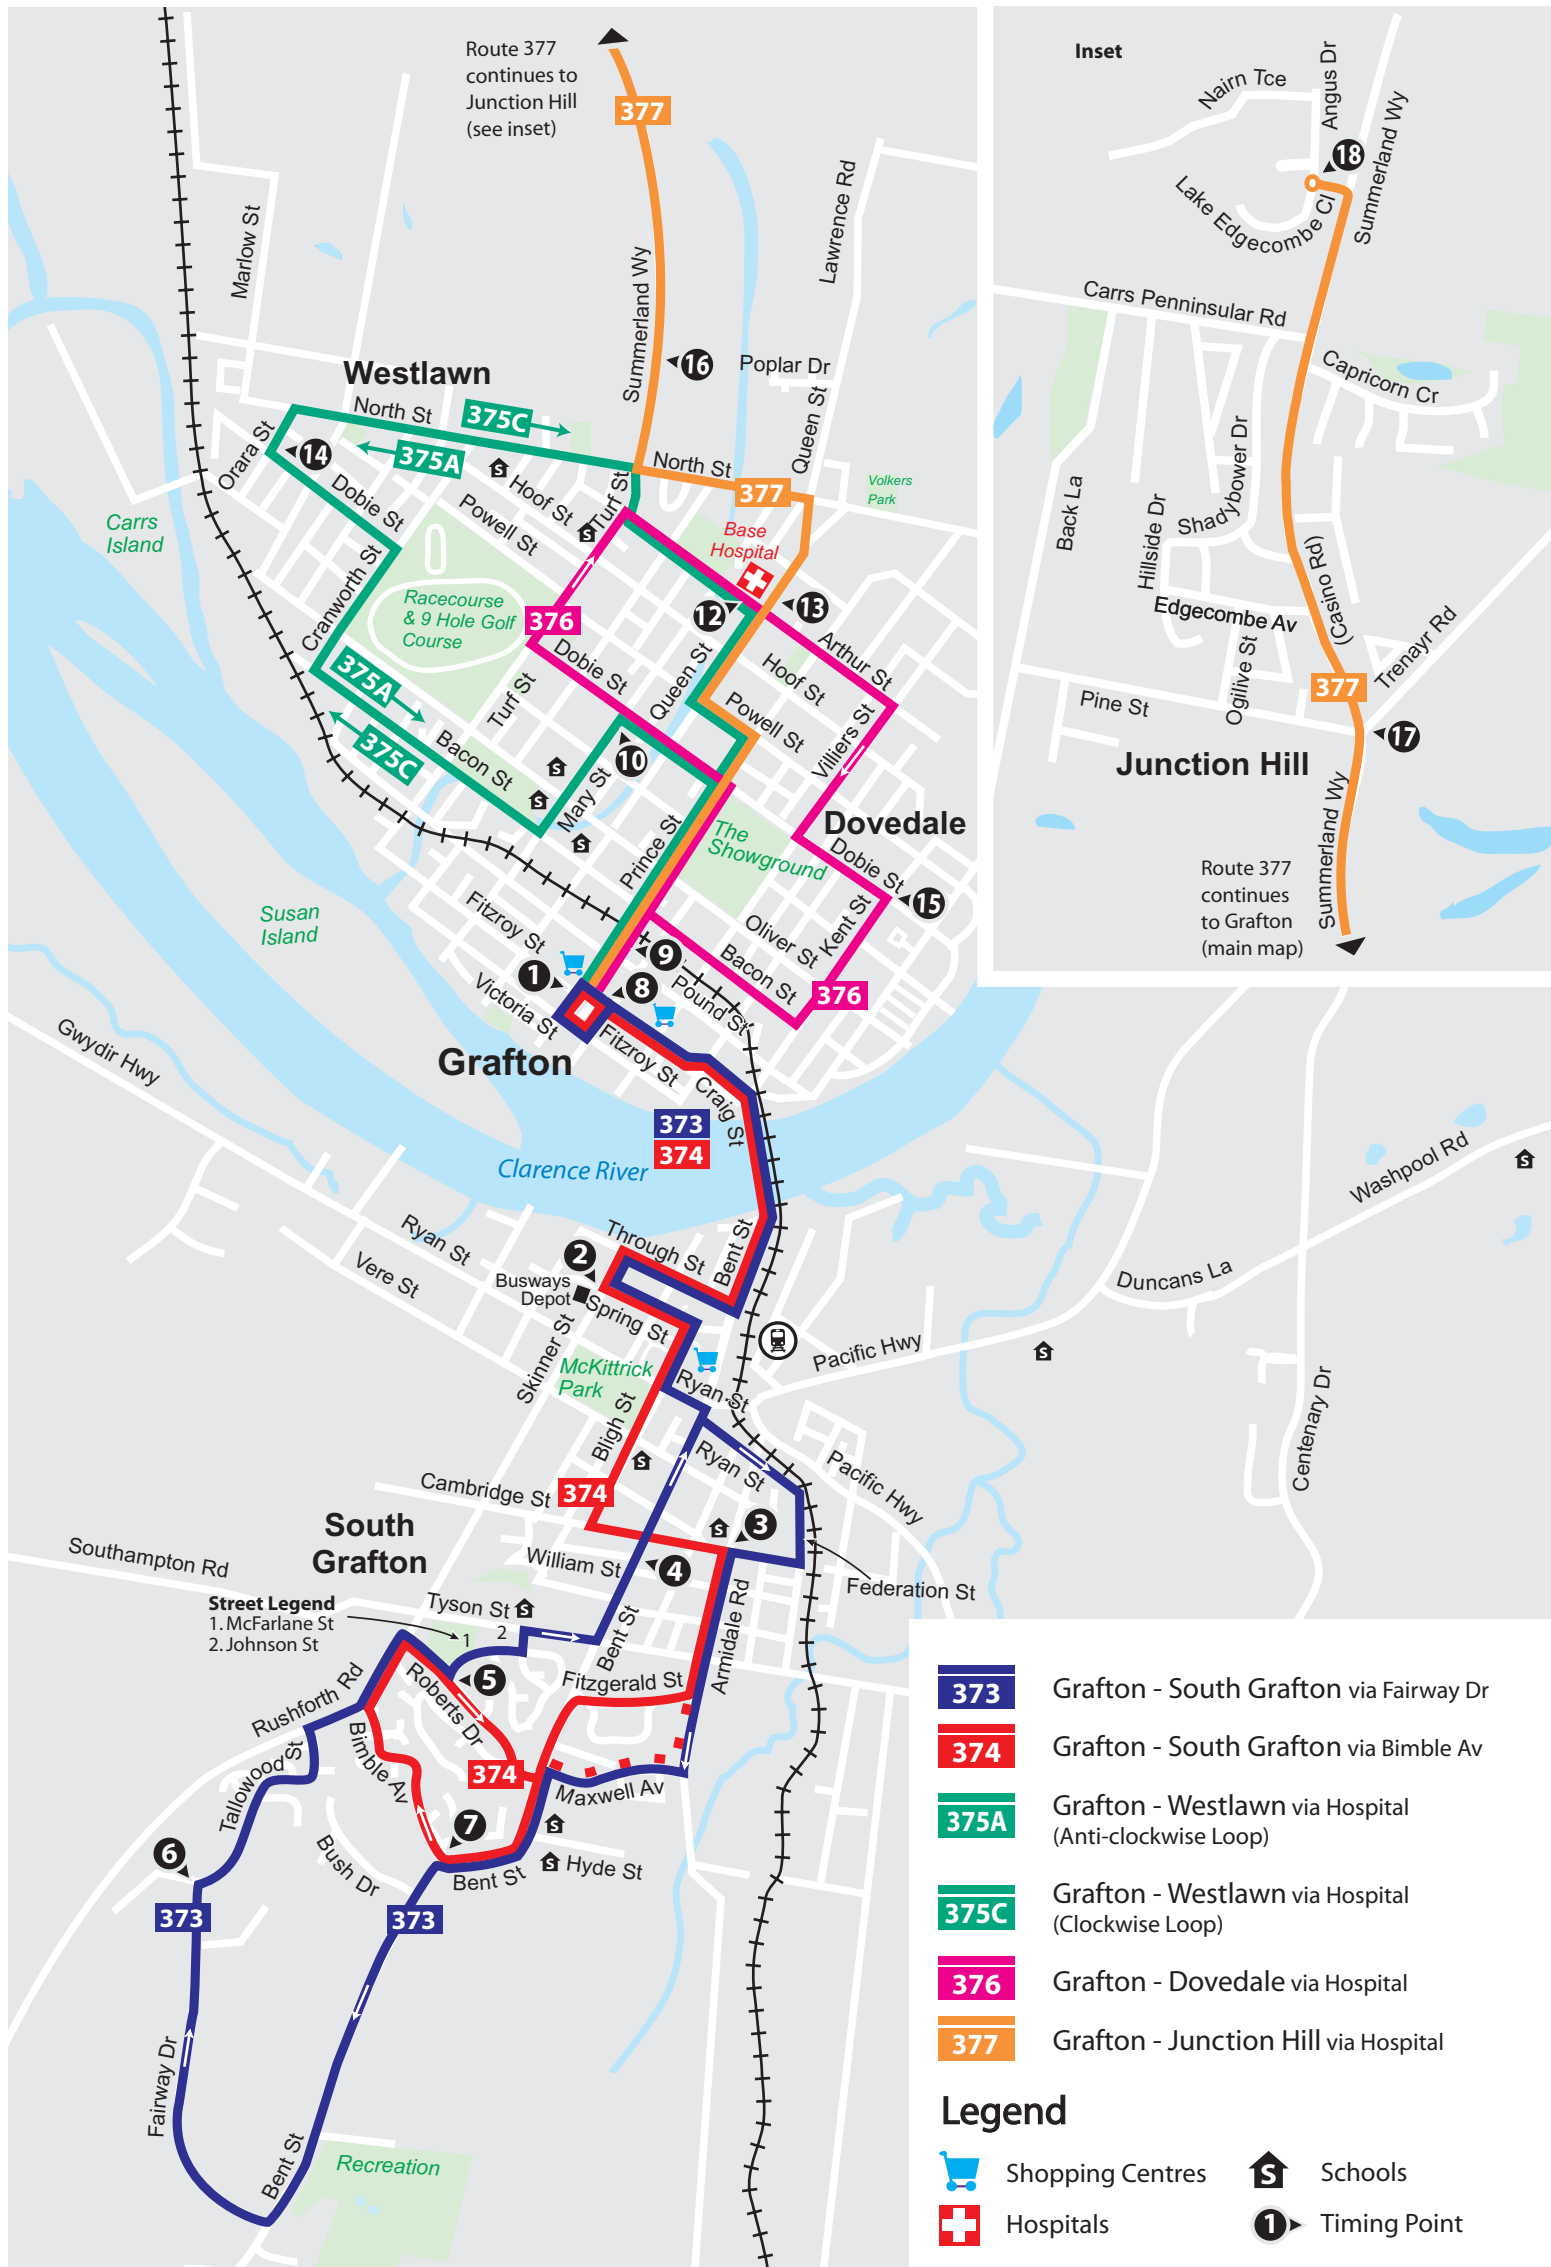 Route 377
continues to
Junction Hill
(see inset)
377
Marlow St
Summerland Wy
Lawrence Rd
16
Poplar Dr
Queen St
Westlawn
North St
375C
375A
North St
377
Volkers
Park
Orara St
14
Dobie St
Hoof St
Powell St
Turf St
Base
Hospital
Carrs
Island
Cranworth St
Racecourse
& 9 Hole Golf
Course
376
12
13
Arthur St
Dobie St
Queen St
Hoof St
375A
Turf St
Powell St
Villiers St
375C
Bacon St
10
Mary St
Prince St
The
Showground
Dovedale
Dobie St
15
Fitzroy St
Susan
Island
Oliver St
Kent St
Bacon St
376
9
1
8
Pound St
Victoria St
Fitzroy St
Grafton
Gwydir Hwy
Craig St
373
374
Clarence River
Ryan St
Vere St
Through St
Bent St
2
Busways
Depot
Spring St
Skinner St
McKittrick
Park
Ryan St
Pacific Hwy
Duncans La
Washpool Rd
Centenary Dr
Bligh St
Ryan St
Pacific Hwy
Cambridge St
374
3
South
Grafton
Southampton Rd
William St
4
Federation St
Street Legend
1. McFarlane St
2. Johnson St
Tyson St
1
2
Bent St
Armidale Rd
Rushforth Rd
Roberts Dr
5
Fitzgerald St
Bimble Av
374
Maxwell Av
Tallowood St
7
6
Bush Dr
Bent St
Hyde St
373
373
Fairway Dr
Bent St
Recreation
Inset
Nairn Tce
Angus Dr
Summerland Wy
18
Lake Edgecombe Cl
Carrs Penninsular Rd
Capricorn Cr
Back La
Hillside Dr
Shadybower Dr
Edgecombe Av
(Casino Rd)
Ogilive St
Trenayr Rd
377
Pine St
17
Junction Hill
Summerland Wy
Route 377
continues
to Grafton
(main map)
373 Grafton - South Grafton via Fairway Dr
374 Grafton - South Grafton via Bimble Av
375A Grafton - Westlawn via Hospital
(Anti-clockwise Loop)
375C Grafton - Westlawn via Hospital
(Clockwise Loop)
376 Grafton - Dovedale via Hospital
377 Grafton - Junction Hill via Hospital
Legend
Shopping Centres
S Schools
Hospitals
1 Timing Point